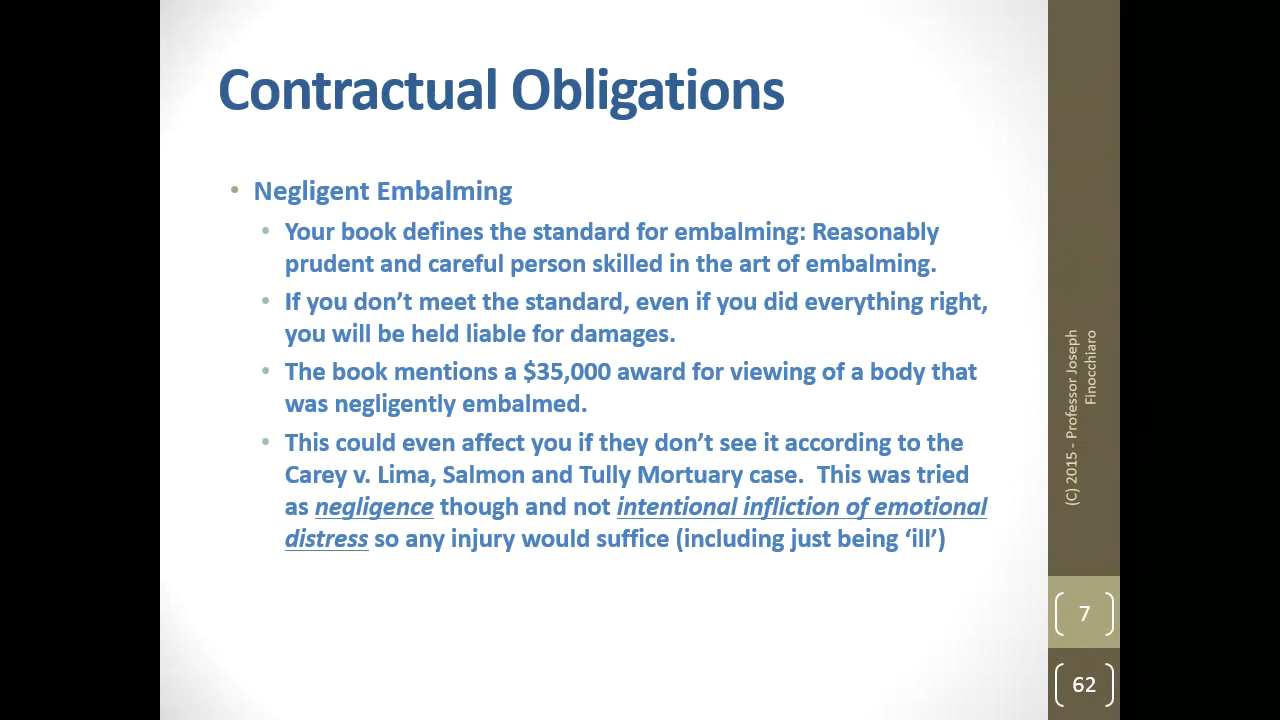 Contractual Obligations
• Negligent Embalming
• Your book defines the standard for embalming: Reasonably
prudent and careful person skilled in the art of embalming.
• If you don’t meet the standard, even if you did everything right,
you will be held liable for damages.
• The book mentions a $35,000 award for viewing of a body that
was negligently embalmed.
• This could even affect you if they don’t see it according to the
Carey v. Lima, Salmon and Tully Mortuary case.  This was tried
as negligence though and not intentional infliction of emotional
distress so any injury would suffice (including just being ‘ill’)
(C) 2015 - Professor Joseph
Finocchiaro
7
62